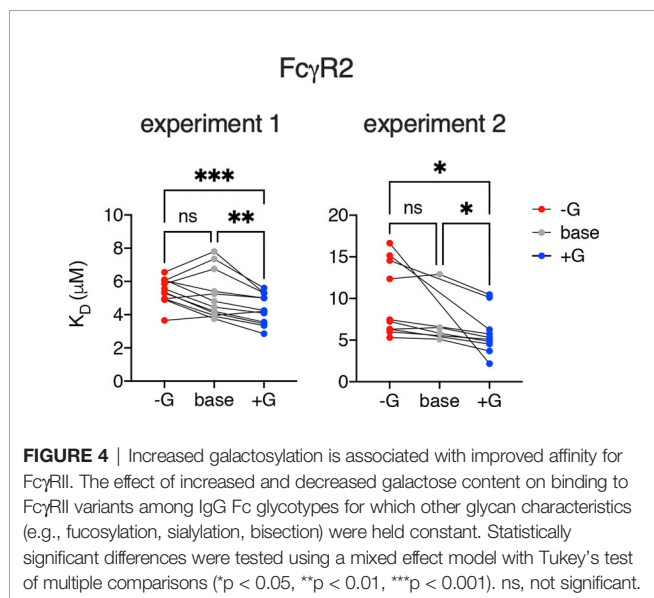 FcγR2
experiment 1
experiment 2
***
ns
**
*
ns
*
-G
base
+G
K_D (μM)
10
8
6
4
2
0
-G base +G
20
15
10
5
0
-G base +G
FIGURE 4 | Increased galactosylation is associated with improved affinity for
FcγRII. The effect of increased and decreased galactose content on binding to
FcγRII variants among IgG Fc glycotypes for which other glycan characteristics
(e.g., fucosylation, sialylation, bisection) were held constant. Statistically
significant differences were tested using a mixed effect model with Tukey’s test
of multiple comparisons (*p < 0.05, **p < 0.01, ***p < 0.001). ns, not significant.